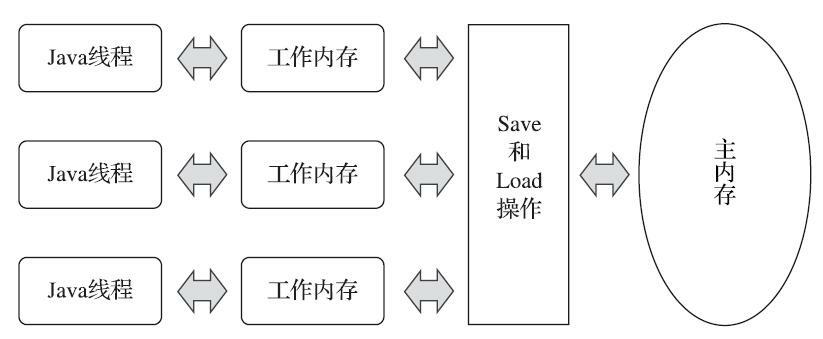 Java线程
工作内存
Java线程
工作内存
Java线程
工作内存
Save
和
Load
操作
主
内
存